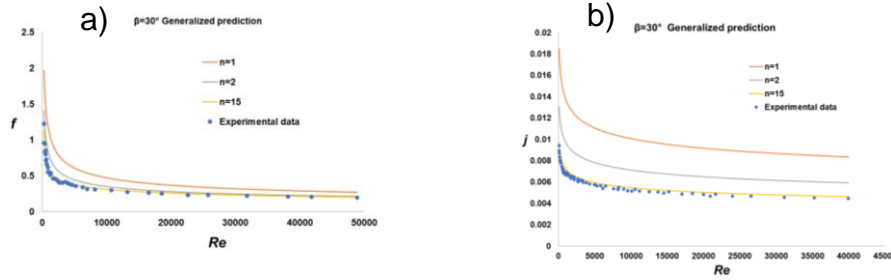 a)
β=30° Generalized prediction
2.5
2
1.5
1
0.5
0
f
n=1
n=2
n=15
Experimental data
0 10000 20000 30000 40000 50000
Re
b)
β=30° Generalized prediction
0.02
0.018
0.016
0.014
0.012
0.01
0.008
0.006
0.004
0.002
0
j
n=1
n=2
n=15
Experimental data
0 5000 10000 15000 20000 25000 30000 35000 40000 4500
Re